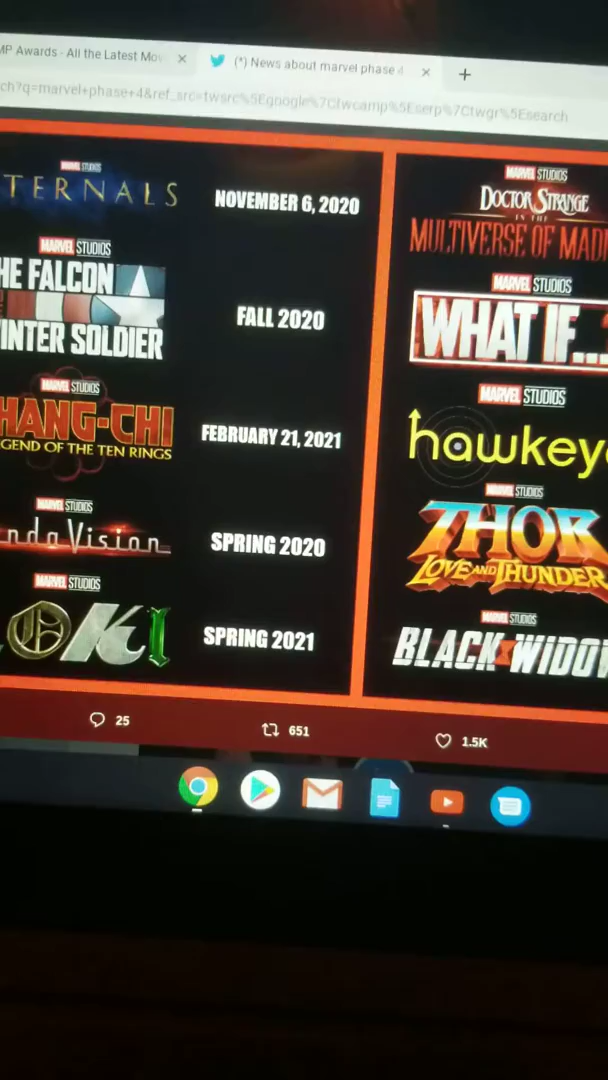 MP Awards - All the Latest Mov
(*) News about marvel phase 4
ch?q=marvel+phase+4&ref_src=twsrc%5Egoogle%7Ctwcamp%5Eserp%7Ctwgr%5Esearch
MARVEL STUDIOS
TERNALS
NOVEMBER 6, 2020
MARVEL STUDIOS
HE FALCON
INTER SOLDIER
FALL 2020
MARVEL STUDIOS
HANG-CHI
GEND OF THE TEN RINGS
FEBRUARY 21, 2021
MARVEL STUDIOS
ndaVision
SPRING 2020
MARVEL STUDIOS
OKI
SPRING 2021
MARVEL STUDIOS
DOCTOR STRANGE
IN THE
MULTIVERSE OF MAD
MARVEL STUDIOS
WHAT IF...
MARVEL STUDIOS
hawkeye
MARVEL STUDIOS
THOR
LOVE AND THUNDER
MARVEL STUDIOS
BLACK WIDOW
25
651
1.5K